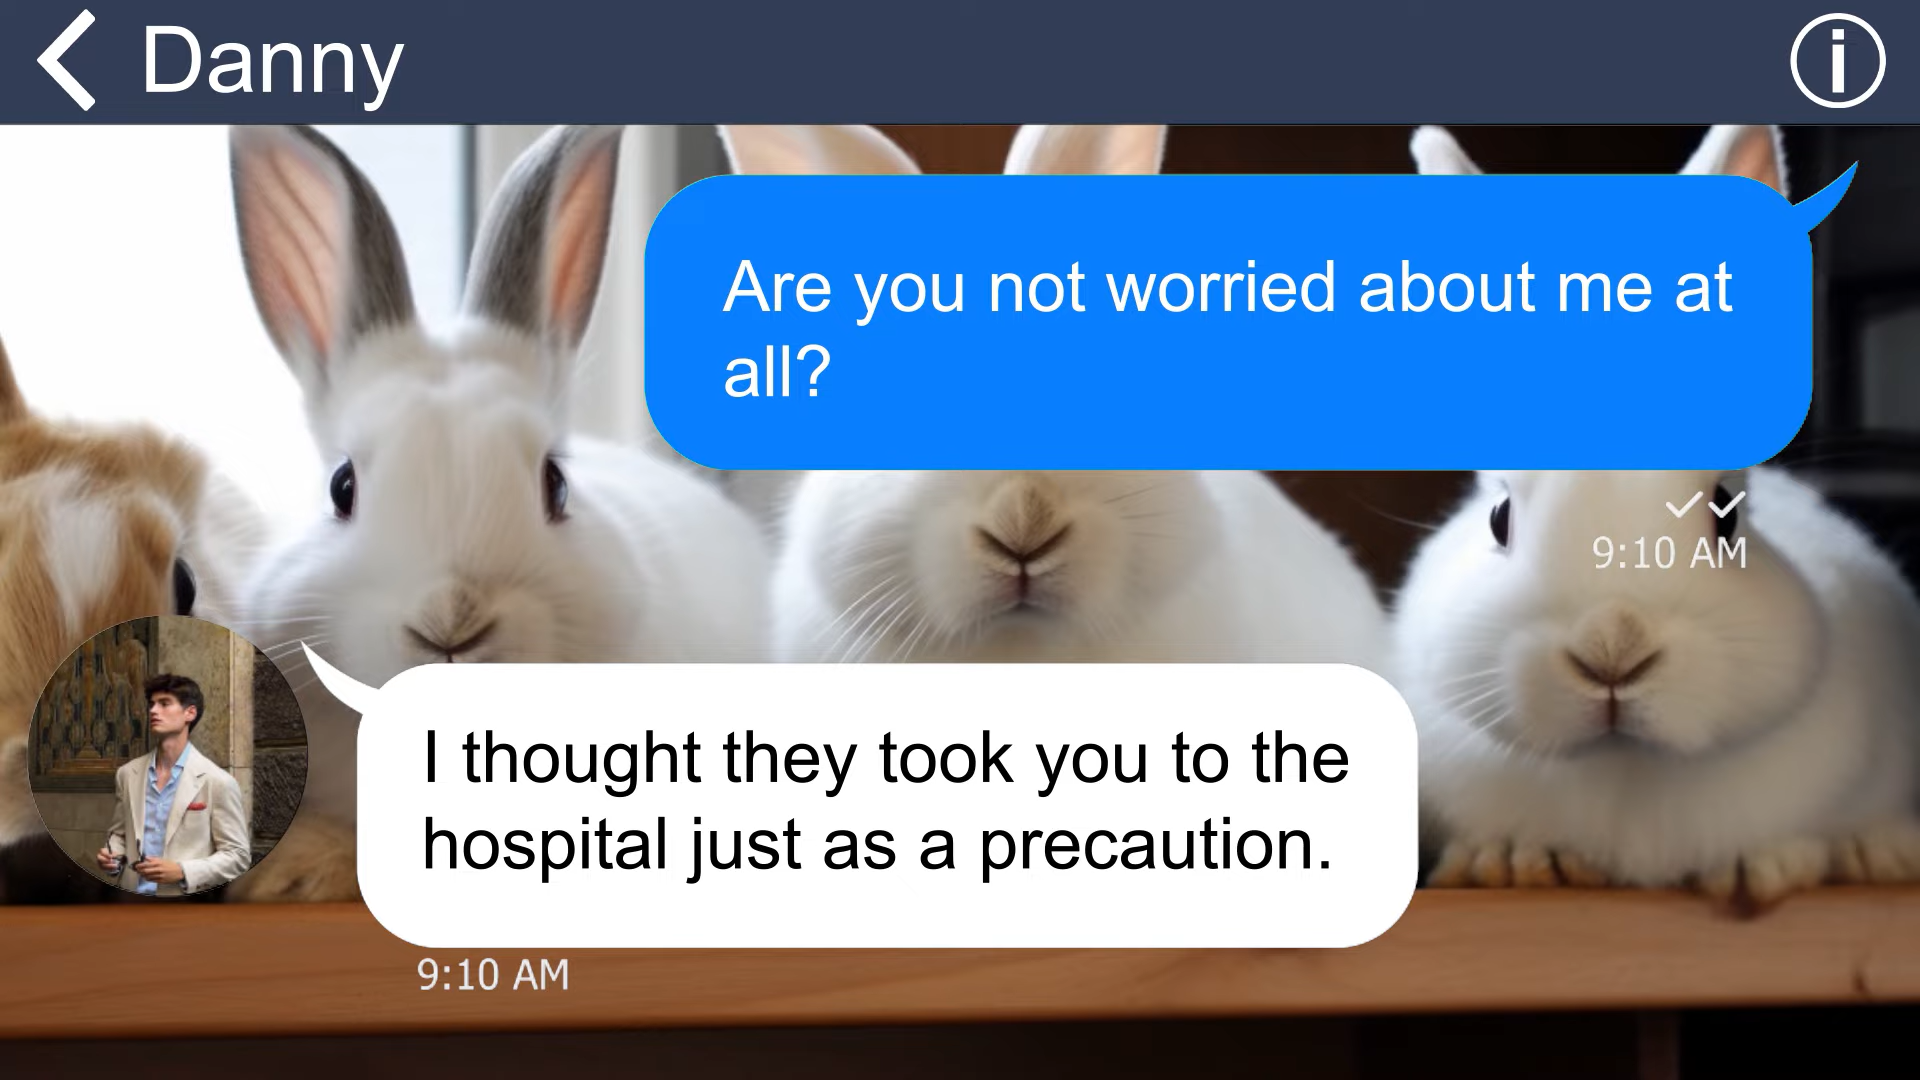 Danny
Are you not worried about me at
all?
9:10 AM
I thought they took you to the
hospital just as a precaution.
9:10 AM